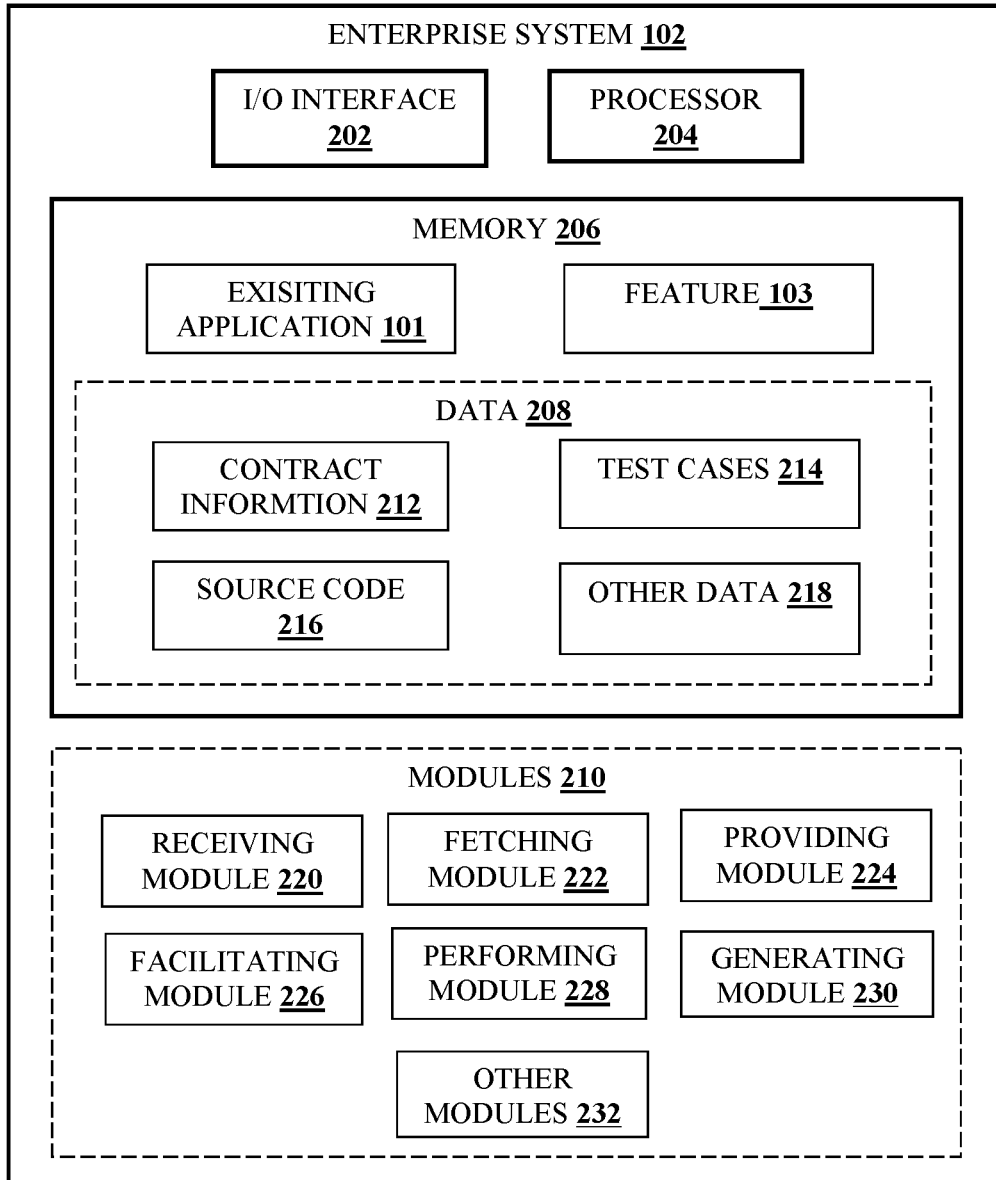 ENTERPRISE SYSTEM 102
I/O INTERFACE
202
PROCESSOR
204
MEMORY 206
EXISITING
APPLICATION 101
FEATURE 103
DATA 208
CONTRACT
INFORMTION 212
TEST CASES 214
SOURCE CODE
216
OTHER DATA 218
MODULES 210
RECEIVING
MODULE 220
FETCHING
MODULE 222
PROVIDING
MODULE 224
FACILITATING
MODULE 226
PERFORMING
MODULE 228
GENERATING
MODULE 230
OTHER
MODULES 232